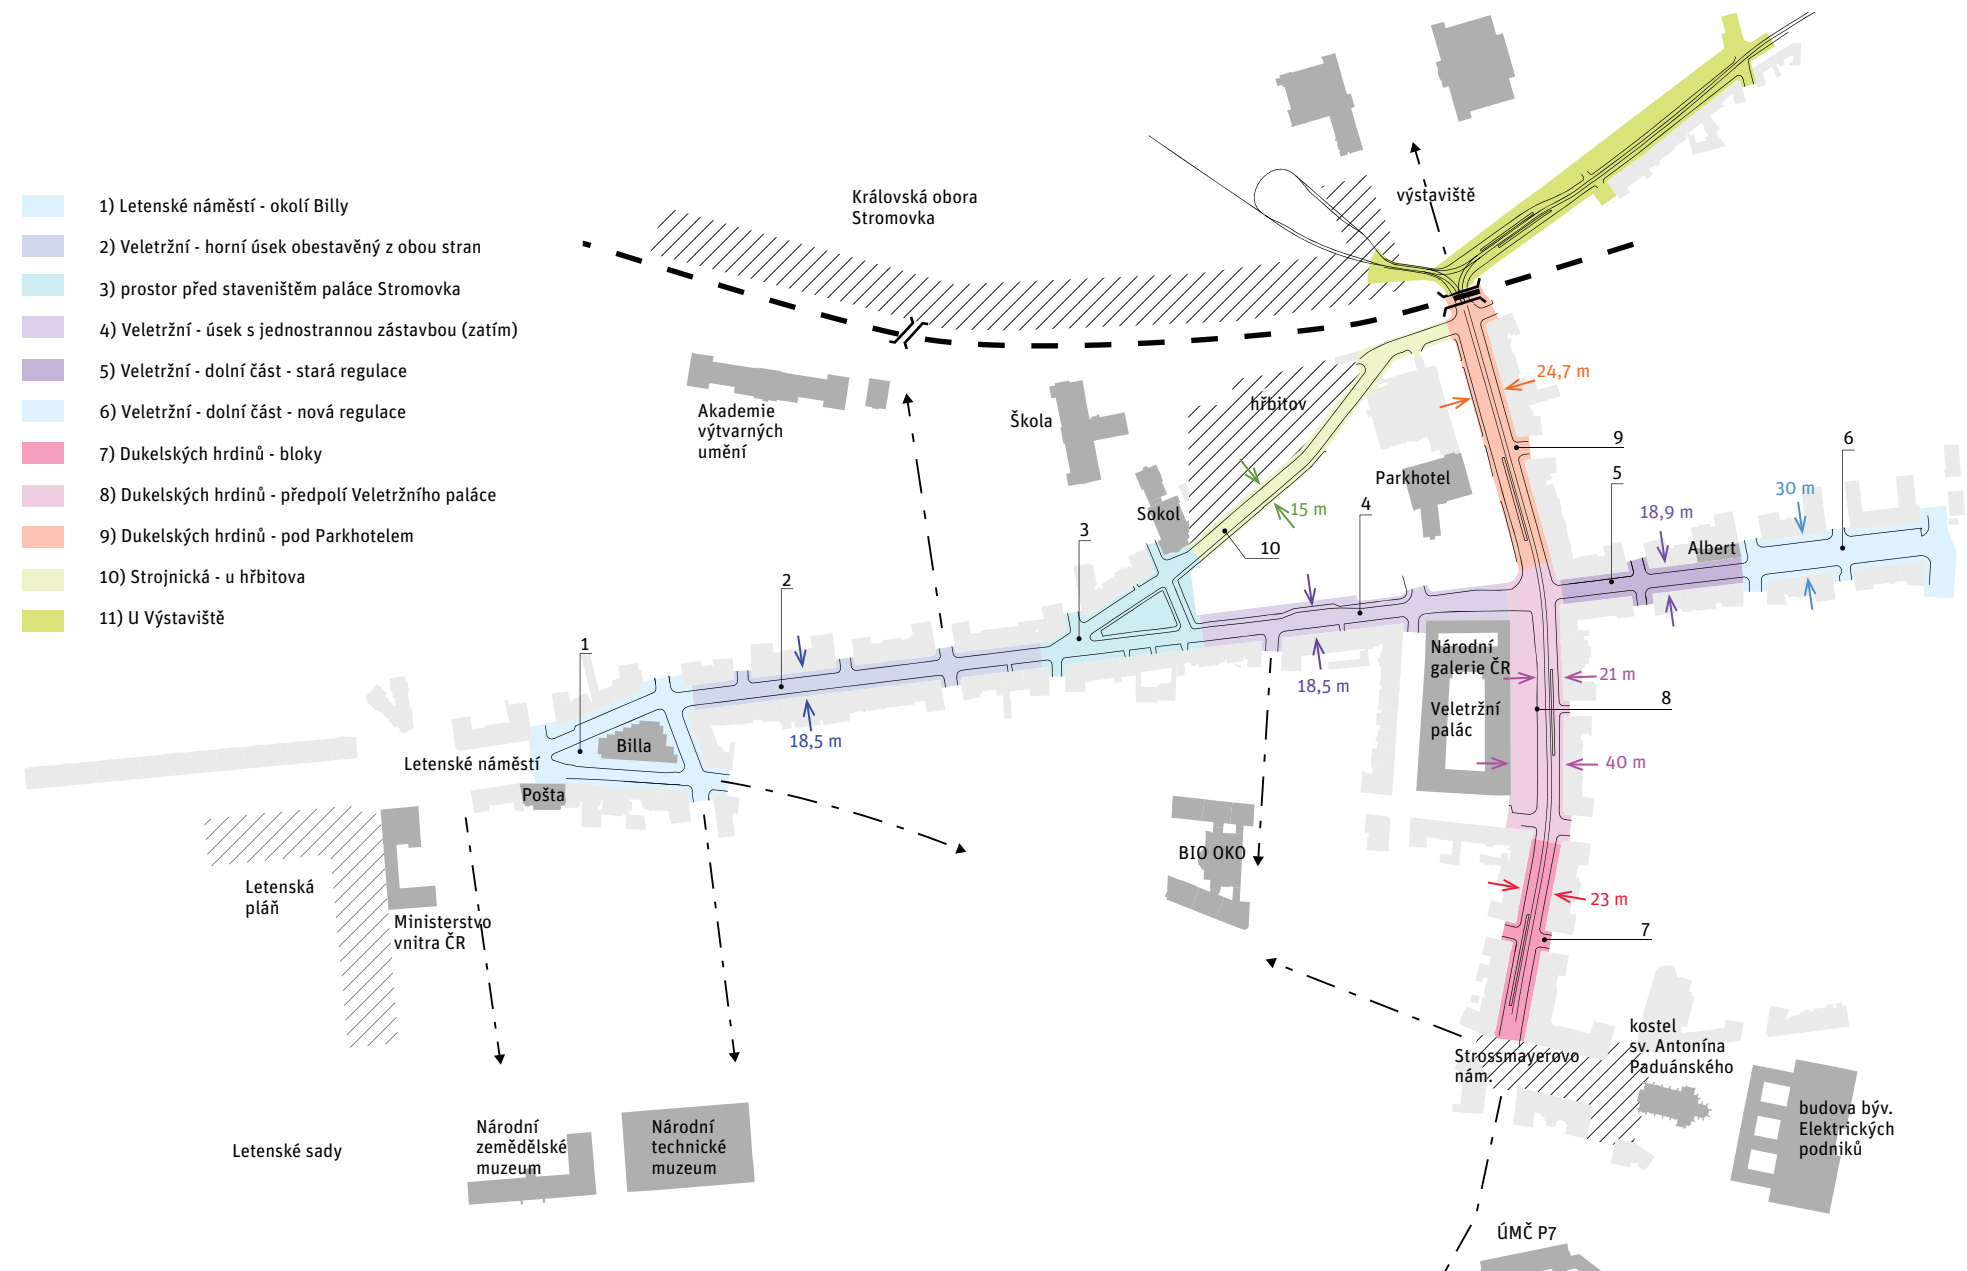 1) Letenské náměstí - okolí Billy
2) Veletržní - horní úsek obestavěný z obou stran
3) prostor před staveništěm paláce Stromovka
4) Veletržní - úsek s jednostrannou zástavbou (zatím)
5) Veletržní - dolní část - stará regulace
6) Veletržní - dolní část - nová regulace
7) Dukelských hrdinů - bloky
8) Dukelských hrdinů - předpolí Veletržního paláce
9) Dukelských hrdinů - pod Parkhotelem
10) Strojnická - u hřbitova
11) U Výstaviště
Královská obora
Stromovka
výstaviště
24,7 m
Akademie
výtvarných
umění
Škola
hřbitov
9
6
Parkhotel
5
30 m
Sokol
15 m
4
18,9 m
3
10
Albert
2
1
Národní
galerie ČR
21 m
18,5 m
8
Veletržní
palác
18,5 m
Billa
Letenské náměstí
40 m
Pošta
BIO OKO
Letenská
pláň
23 m
Ministerstvo
vnitra ČR
7
kostel
sv. Antonína
Paduánského
Strossmayerovo
nám.
budova býv.
Elektrických
podniků
Národní
zemědělské
muzeum
Národní
technické
muzeum
Letenské sady
ÚMČ P7